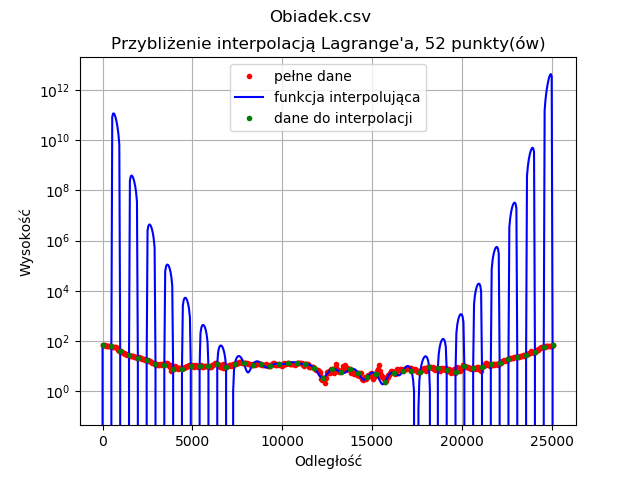 Obiadek.csv
Przybliżenie interpolacją Lagrange'a, 52 punkty(ów)
pełne dane
funkcja interpolująca
dane do interpolacji
10^12
10^10
10^8
10^6
10^4
10^2
10^0
Wysokość
0 5000 10000 15000 20000 25000
Odległość